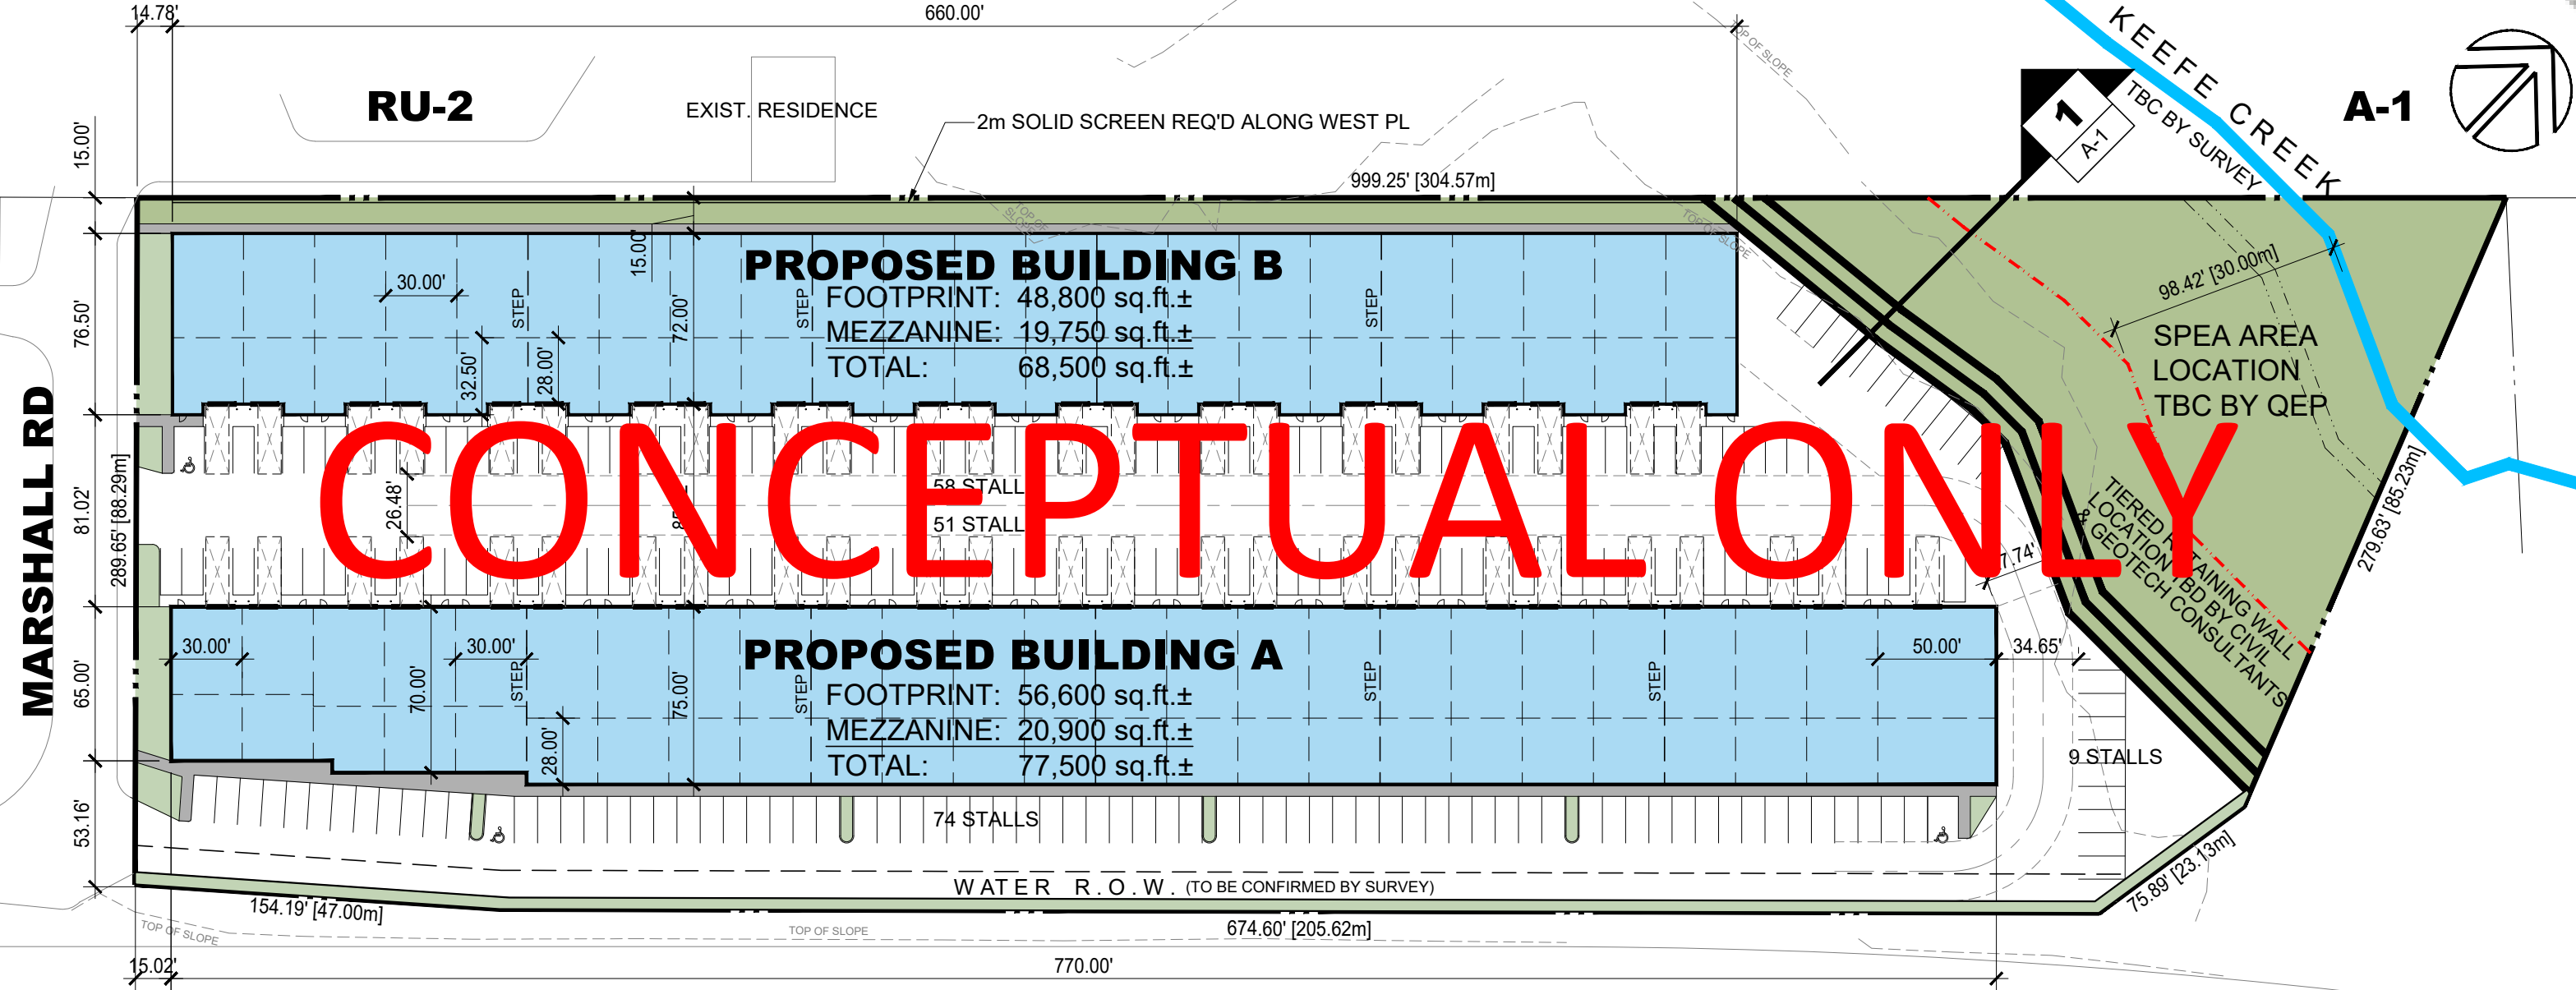 14.78'
660.00'
KEEFE CREEK
TBC BY SURVEY
A-1
1
A-1
RU-2
EXIST. RESIDENCE
2m SOLID SCREEN REQ'D ALONG WEST PL
TOP OF SLOPE
15.00'
999.25' [304.57m]
TOP OF
SLOPE
TOP OF SLOPE
15.00'
PROPOSED BUILDING B
FOOTPRINT: 48,800 sq.ft.±
MEZZANINE: 19,750 sq.ft.±
TOTAL: 68,500 sq.ft.±
30.00'
STEP
STEP
STEP
72.00'
76.50'
32.50'
28.00'
98.42' [30.00m]
SPEA AREA
LOCATION
TBC BY QEP
MARSHALL RD
289.65' [88.29m]
81.02'
26.48'
58 STALL
51 STALL
CONCEPTUAL ONLY
7.74'
TIERED RETAINING WALL
LOCATION TBD BY CIVIL
& GEOTECH CONSULTANTS
279.63' [85.23m]
PROPOSED BUILDING A
FOOTPRINT: 56,600 sq.ft.±
MEZZANINE: 20,900 sq.ft.±
TOTAL: 77,500 sq.ft.±
30.00'
30.00'
STEP
STEP
STEP
STEP
50.00'
34.65'
65.00'
70.00'
75.00'
28.00'
9 STALLS
53.16'
74 STALLS
WATER R.O.W. (TO BE CONFIRMED BY SURVEY)
75.89' [23.13m]
154.19' [47.00m]
TOP OF SLOPE
TOP OF SLOPE
674.60' [205.62m]
15.02'
770.00'